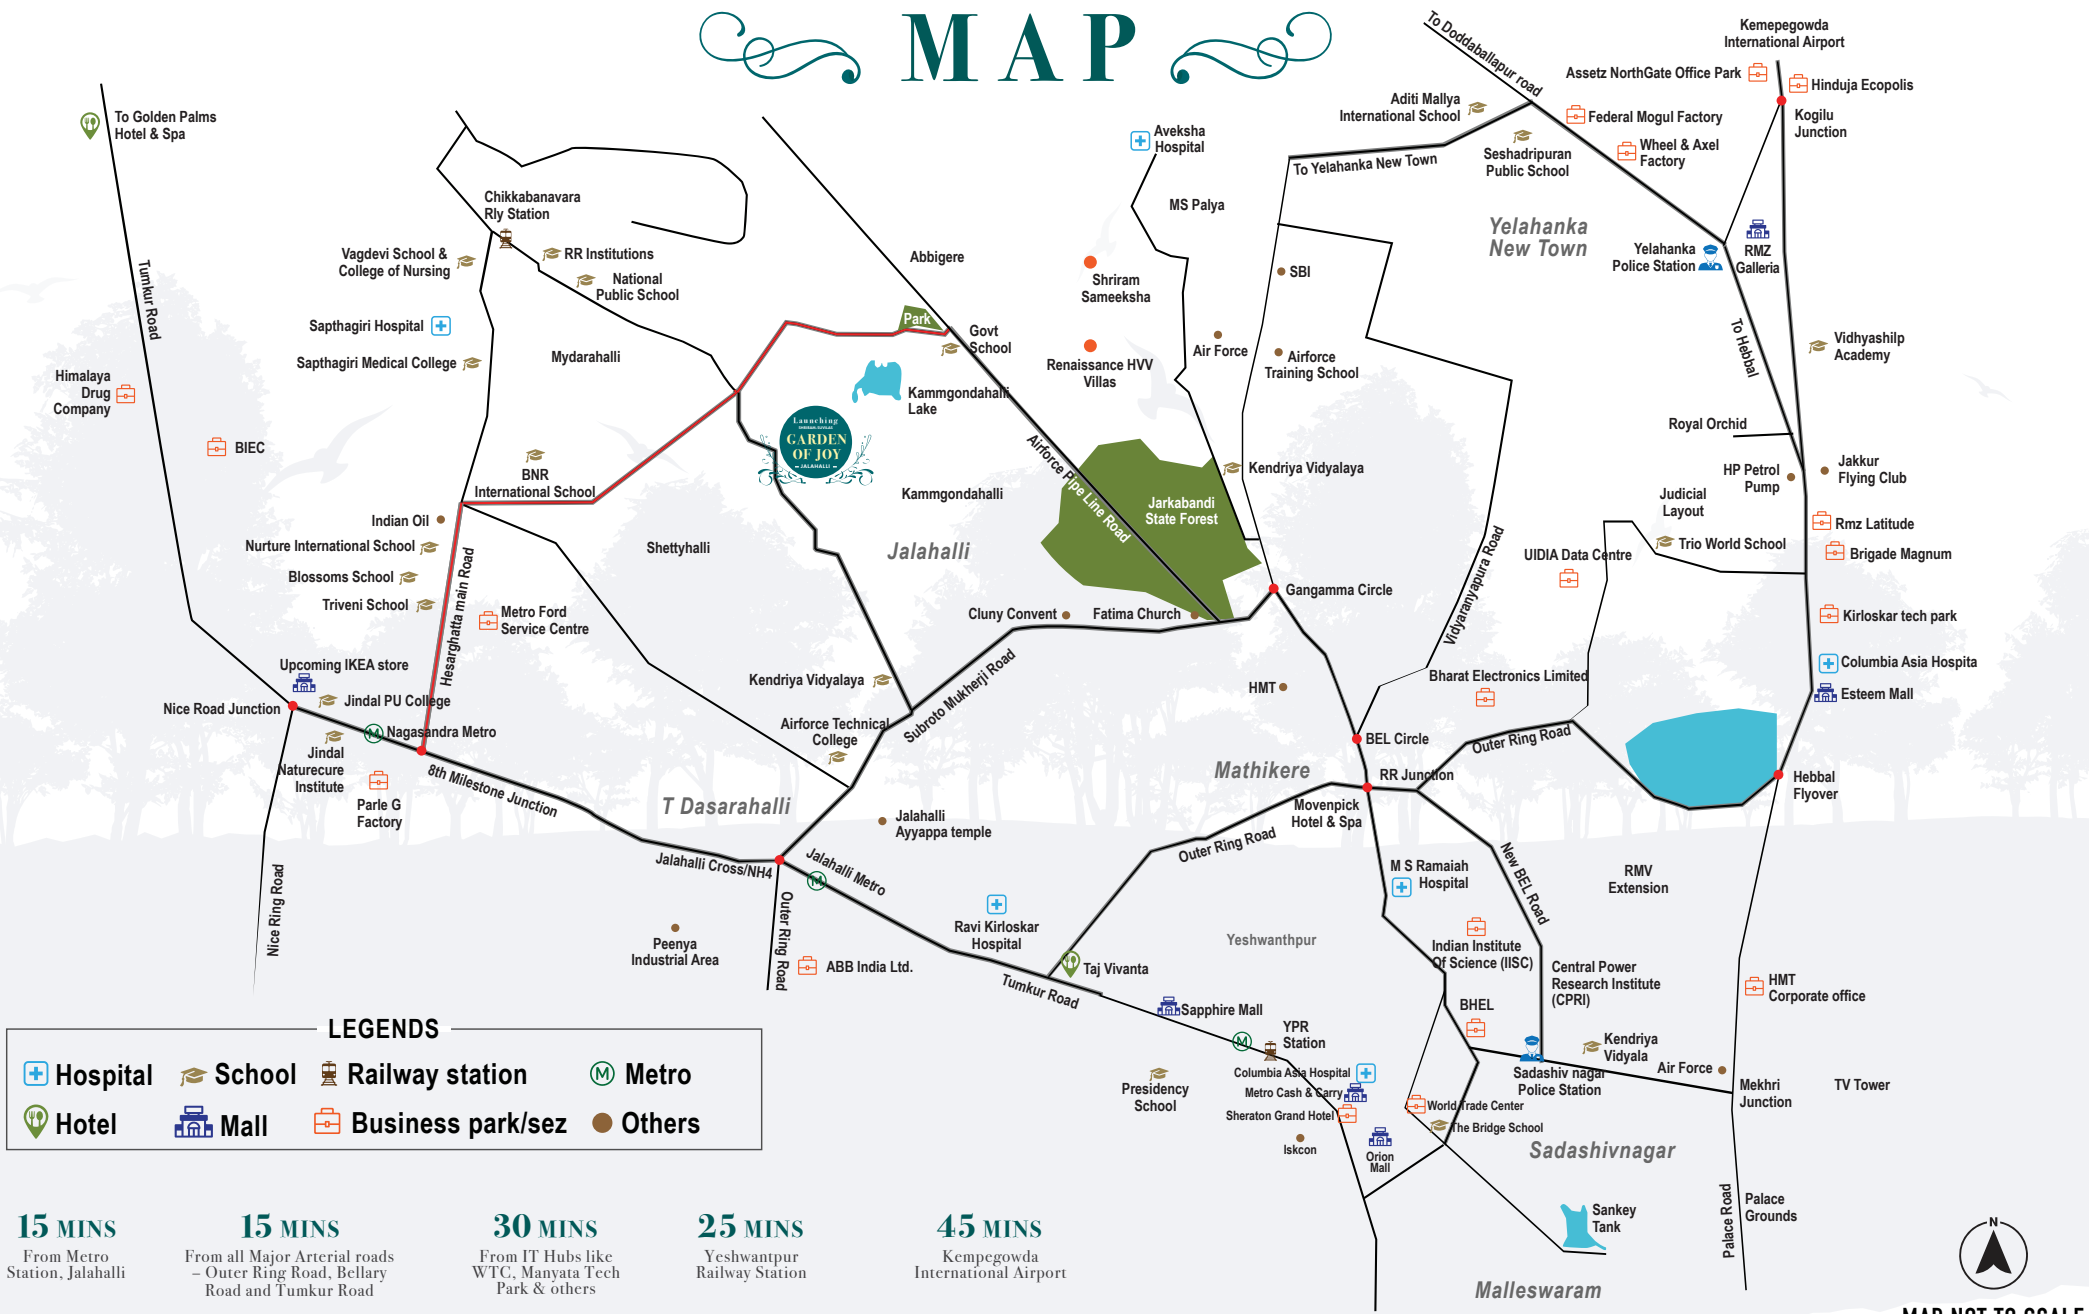 MAP
To Doddaballapur road
Kemepegowda
International Airport
Assetz NorthGate Office Park
Hinduja Ecopolis
Aditi Mallya
International School
Federal Mogul Factory
Kogilu
Junction
To Golden Palms
Hotel & Spa
Aveksha
Hospital
Wheel & Axel
Factory
Seshadripuran
Public School
To Yelahanka New Town
Chikkabanavara
Rly Station
MS Palya
Yelahanka
New Town
Vagdevi School &
College of Nursing
RR Institutions
National
Public School
Abbigere
Yelahanka
Police Station
RMZ
Galleria
Tumkur Road
SBI
Shriram
Sameeksha
Sapthagiri Hospital
Park
Govt
School
Air Force
To Hebbal
Vidhyashilp
Academy
Mydarahalli
Sapthagiri Medical College
Renaissance HVV
Villas
Airforce
Training School
Himalaya
Drug
Company
Kammgondahalli
Lake
Launching
GARDEN
OF JOY
JALAHALLI
Royal Orchid
BIEC
Airforce Pipe Line Road
Kendriya Vidyalaya
HP Petrol
Pump
Jakkur
Flying Club
BNR
International School
Kammgondahalli
Jarkabandi
State Forest
Judicial
Layout
Indian Oil
Rmz Latitude
Nurture International School
Shettyhalli
Jalahalli
Vidyaranyapura Road
UIDIA Data Centre
Trio World School
Brigade Magnum
Blossoms School
Triveni School
Hesarghatta main Road
Metro Ford
Service Centre
Cluny Convent
Fatima Church
Gangamma Circle
Kirloskar tech park
Upcoming IKEA store
Kendriya Vidyalaya
Subroto Mukherji Road
HMT
Bharat Electronics Limited
Columbia Asia Hospita
Esteem Mall
Jindal PU College
Nice Road Junction
Nagasandra Metro
Airforce Technical
College
BEL Circle
Outer Ring Road
Jindal
Naturecure
Institute
8th Milestone Junction
Mathikere
RR Junction
Hebbal
Flyover
Parle G
Factory
T Dasarahalli
Jalahalli
Ayyappa temple
Movenpick
Hotel & Spa
Outer Ring Road
Jalahalli Cross/NH4
Jalahalli Metro
M S Ramaiah
Hospital
New BEL Road
RMV
Extension
Nice Ring Road
Outer Ring Road
Peenya
Industrial Area
Ravi Kirloskar
Hospital
Yeshwanthpur
Indian Institute
Of Science (IISC)
ABB India Ltd.
Taj Vivanta
Central Power
Research Institute
(CPRI)
HMT
Corporate office
Tumkur Road
Sapphire Mall
BHEL
YPR
Station
Kendriya
Vidyala
Columbia Asia Hospital
Sadashiv nagar
Police Station
Air Force
Presidency
School
Metro Cash & Carry
Mekhri
Junction
TV Tower
Sheraton Grand Hotel
World Trade Center
The Bridge School
Iskcon
Orion
Mall
Sadashivnagar
Palace Road
Palace
Grounds
Sankey
Tank
Malleswaram
LEGENDS
Hospital
School
Railway station
Metro
Hotel
Mall
Business park/sez
Others
15 MINS
From Metro
Station, Jalahalli
15 MINS
From all Major Arterial roads
– Outer Ring Road, Bellary
Road and Tumkur Road
30 MINS
From IT Hubs like
WTC, Manyata Tech
Park & others
25 MINS
Yeshwantpur
Railway Station
45 MINS
Kempegowda
International Airport
N
MAP NOT TO SCALE